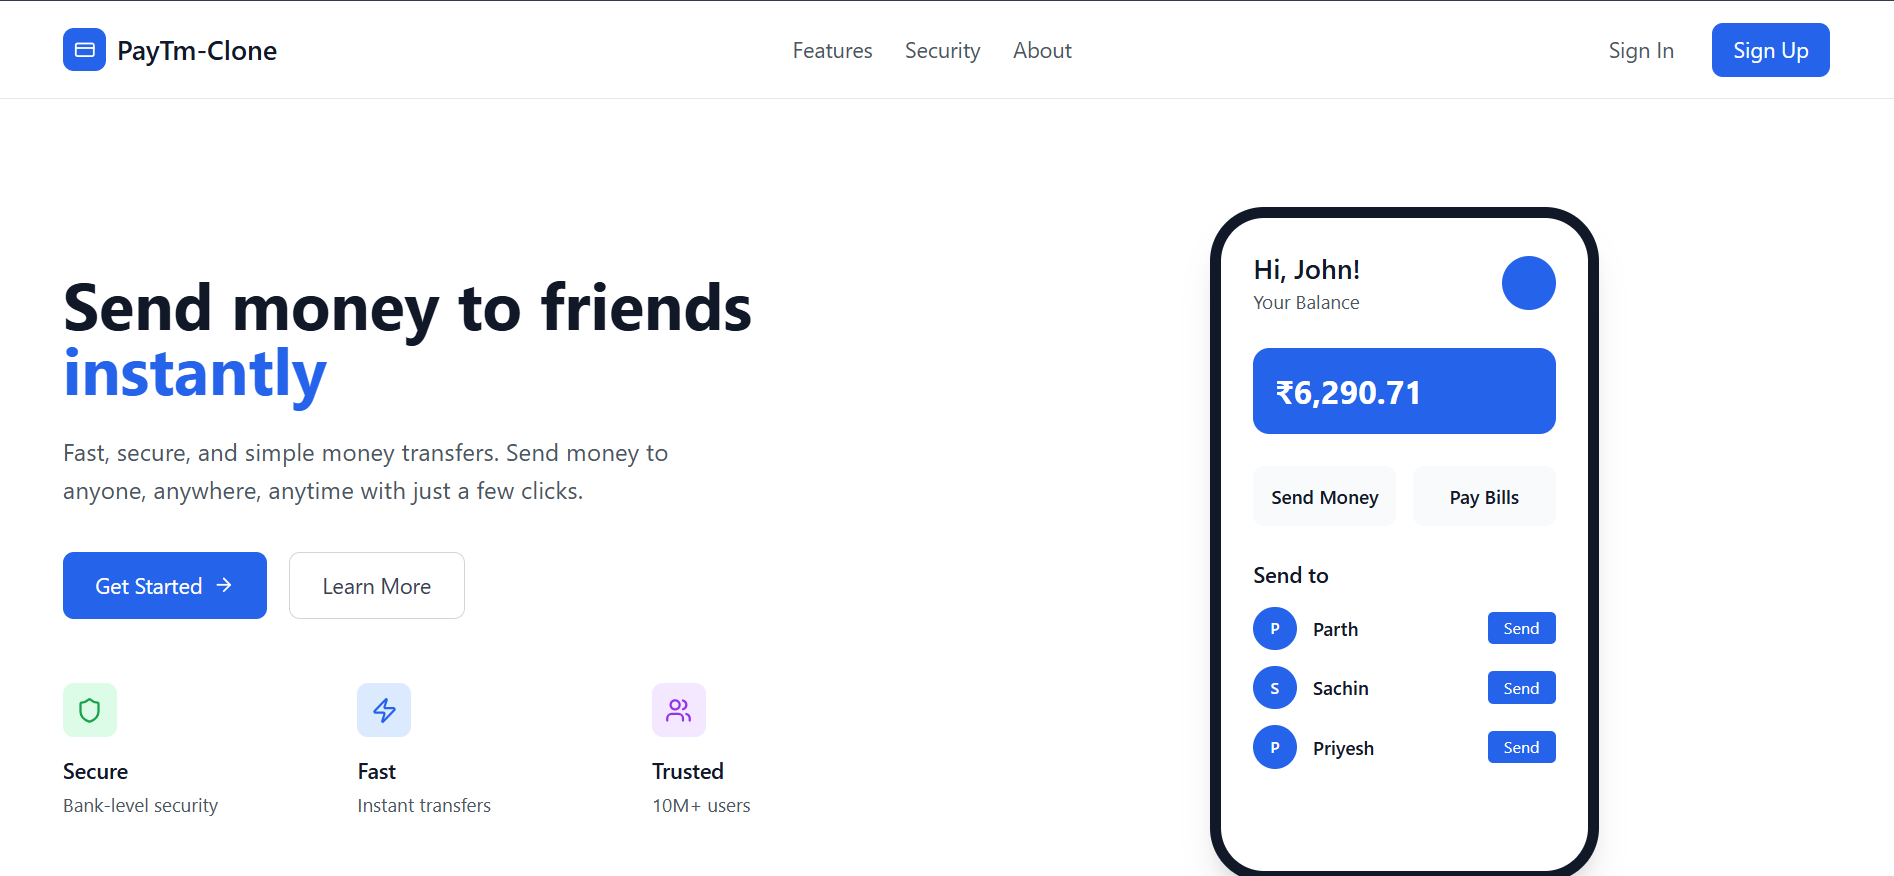 PayTm-Clone
Features
Security
About
Sign In
Sign Up
Send money to friends
instantly
Fast, secure, and simple money transfers. Send money to
anyone, anywhere, anytime with just a few clicks.
Get Started
Learn More
Secure
Bank-level security
Fast
Instant transfers
Trusted
10M+ users
Hi, John!
Your Balance
₹6,290.71
Send Money
Pay Bills
Send to
P
Parth
Send
S
Sachin
Send
P
Priyesh
Send